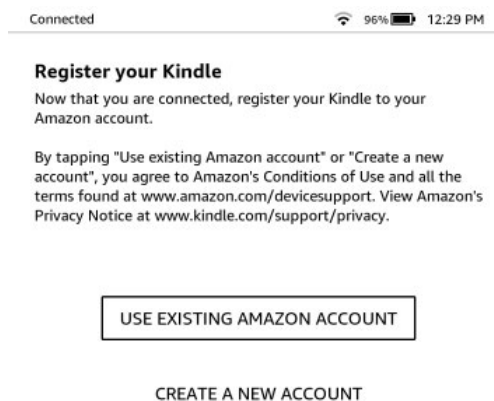 Connected 96% 12:29 PM
Register your Kindle
Now that you are connected, register your Kindle to your
Amazon account.
By tapping "Use existing Amazon account" or "Create a new
account", you agree to Amazon's Conditions of Use and all the
terms found at www.amazon.com/devicesupport. View Amazon's
Privacy Notice at www.kindle.com/support/privacy.
USE EXISTING AMAZON ACCOUNT
CREATE A NEW ACCOUNT